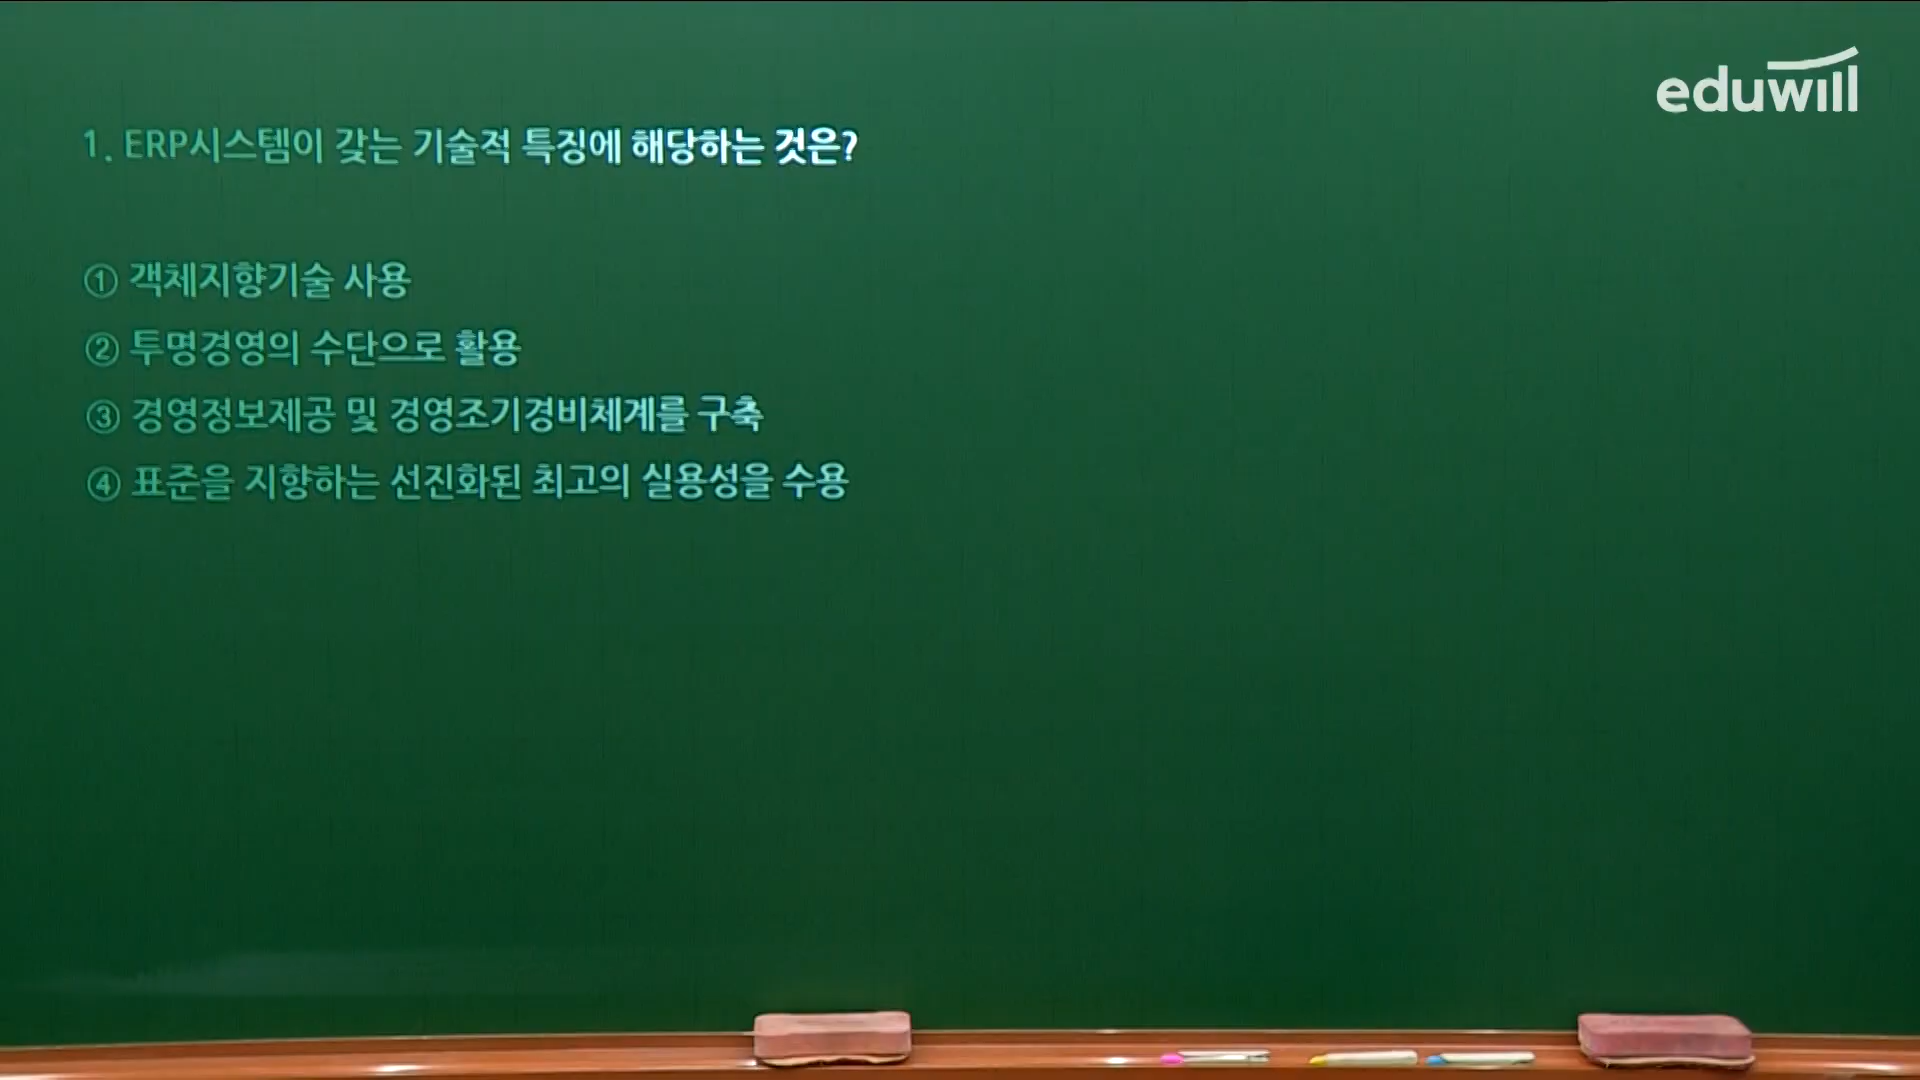 eduwill
1. ERP시스템이 갖는 기술적 특징에 해당하는 것은?
① 객체지향기술 사용
② 투명경영의 수단으로 활용
③ 경영정보제공 및 경영조기경비체계를 구축
④ 표준을 지향하는 선진화된 최고의 실용성을 수용